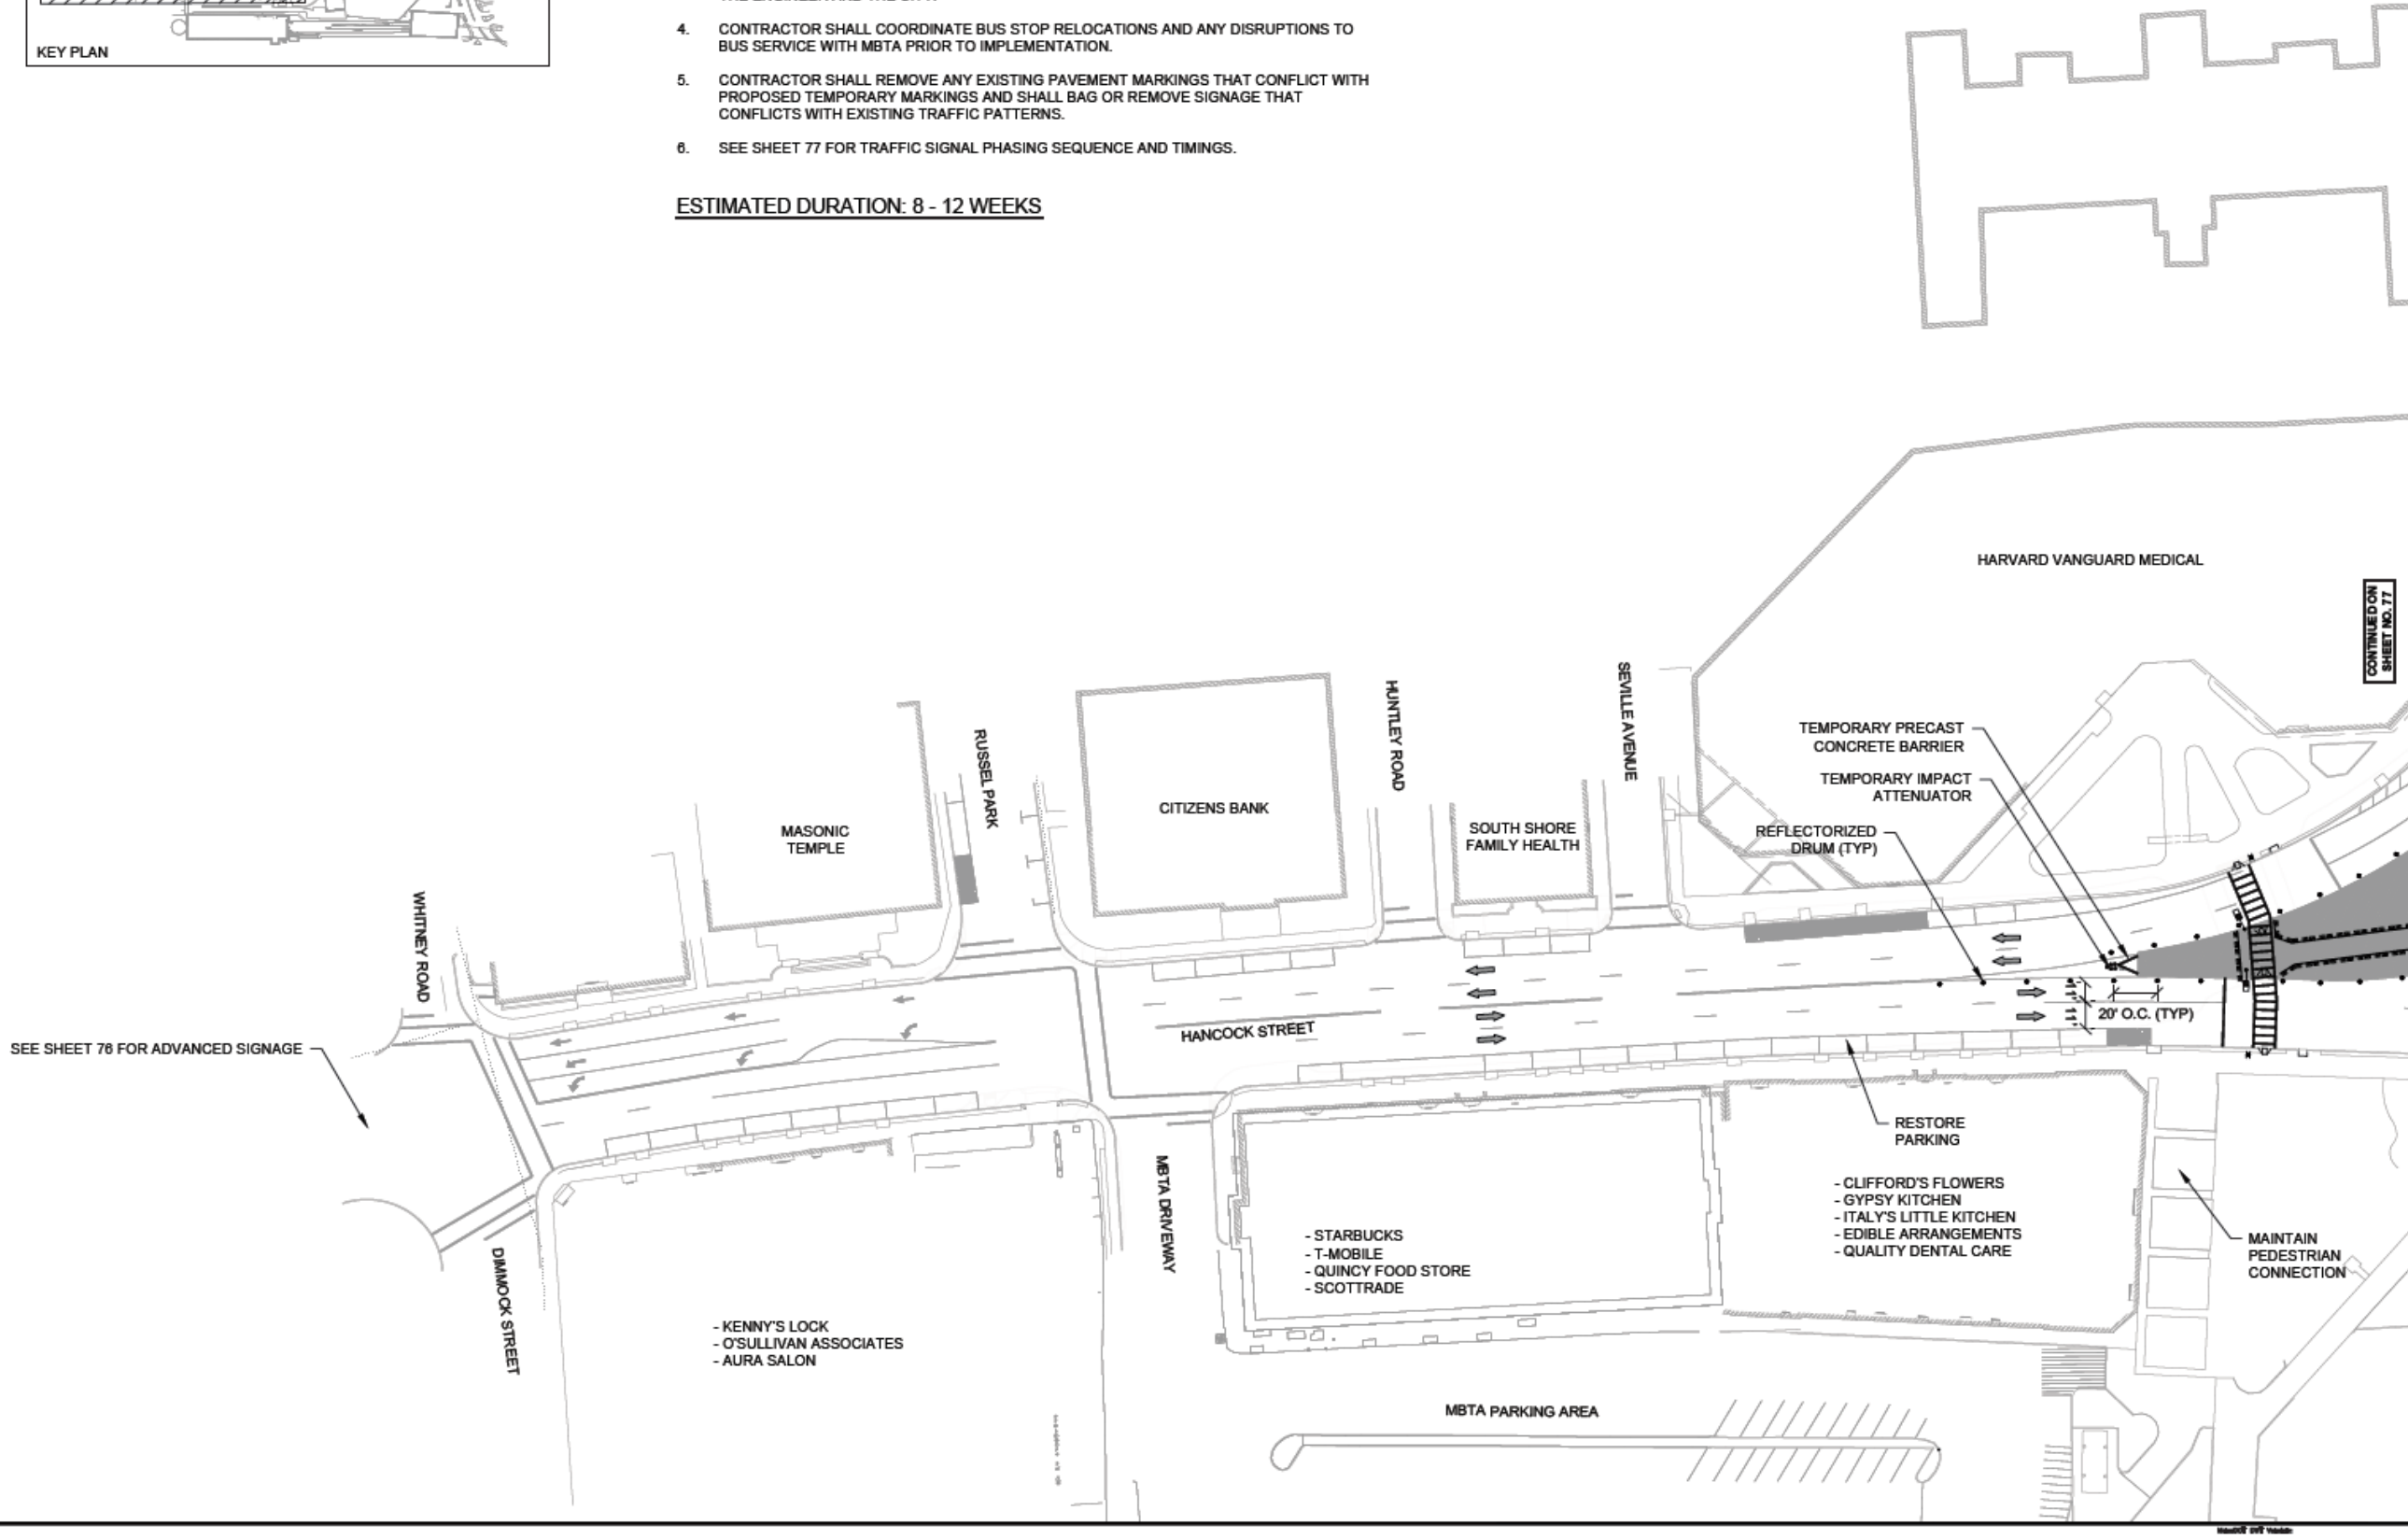 KEY PLAN
4. CONTRACTOR SHALL COORDINATE BUS STOP RELOCATIONS AND ANY DISRUPTIONS TO
BUS SERVICE WITH MBTA PRIOR TO IMPLEMENTATION.
5. CONTRACTOR SHALL REMOVE ANY EXISTING PAVEMENT MARKINGS THAT CONFLICT WITH
PROPOSED TEMPORARY MARKINGS AND SHALL BAG OR REMOVE SIGNAGE THAT
CONFLICTS WITH EXISTING TRAFFIC PATTERNS.
6. SEE SHEET 77 FOR TRAFFIC SIGNAL PHASING SEQUENCE AND TIMINGS.
ESTIMATED DURATION: 8 - 12 WEEKS
HARVARD VANGUARD MEDICAL
CONTINUED ON
SHEET NO. 77
SEVILLE AVENUE
HUNTLEY ROAD
RUSSEL PARK
WHITNEY ROAD
TEMPORARY PRECAST
CONCRETE BARRIER
TEMPORARY IMPACT
ATTENUATOR
REFLECTORIZED
DRUM (TYP)
CITIZENS BANK
MASONIC
TEMPLE
SOUTH SHORE
FAMILY HEALTH
11'
11'
20' O.C. (TYP)
HANCOCK STREET
SEE SHEET 76 FOR ADVANCED SIGNAGE
RESTORE
PARKING
MBTA DRIVEWAY
DIMMOCK STREET
- CLIFFORD'S FLOWERS
- GYPSY KITCHEN
- ITALY'S LITTLE KITCHEN
- EDIBLE ARRANGEMENTS
- QUALITY DENTAL CARE
- STARBUCKS
- T-MOBILE
- QUINCY FOOD STORE
- SCOTTRADE
MAINTAIN
PEDESTRIAN
CONNECTION
- KENNY'S LOCK
- O'SULLIVAN ASSOCIATES
- AURA SALON
MBTA PARKING AREA